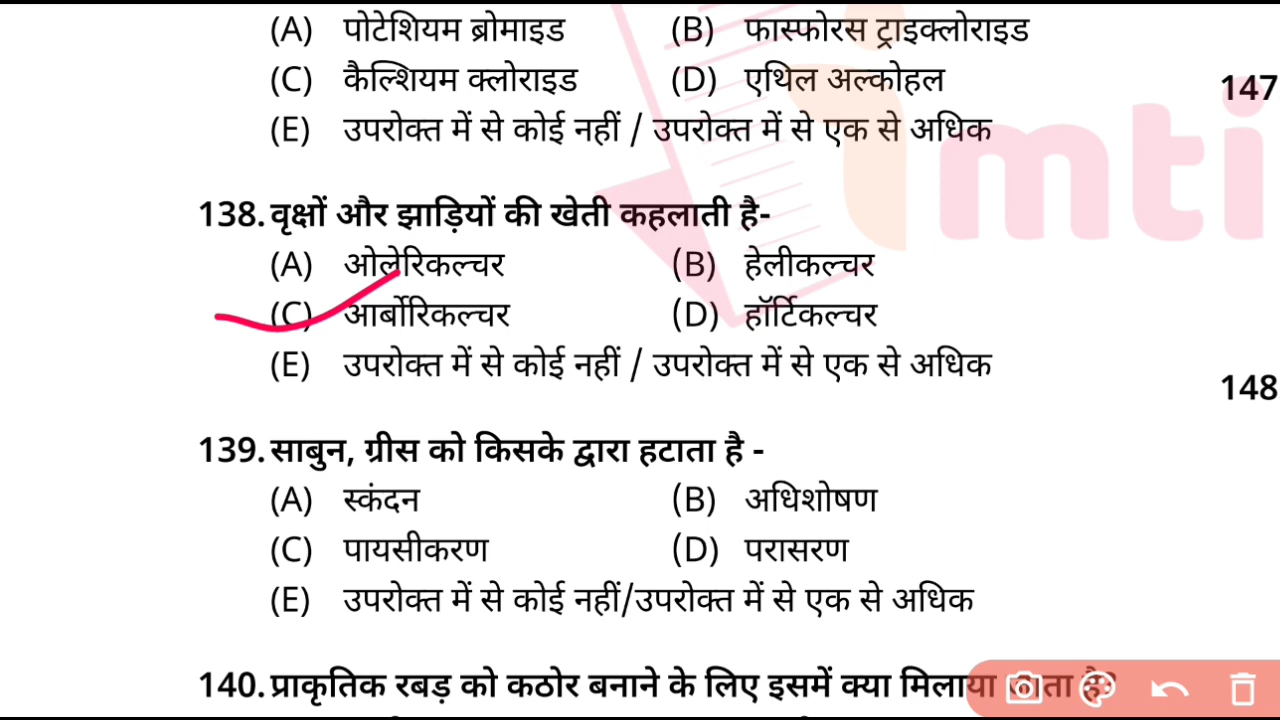 (A) पोटेशियम ब्रोमाइड (B) फास्फोरस ट्राइक्लोराइड
(C) कैल्शियम क्लोराइड (D) एथिल अल्कोहल
147
(E) उपरोक्त में से कोई नहीं / उपरोक्त में से एक से अधिक
imti
138. वृक्षों और झाड़ियों की खेती कहलाती है-
(A) ओलेरिकल्चर (B) हेलीकल्चर
(C) आर्बोरिकल्चर (D) हॉर्टिकल्चर
(E) उपरोक्त में से कोई नहीं / उपरोक्त में से एक से अधिक
148
139. साबुन, ग्रीस को किसके द्वारा हटाता है -
(A) स्कंदन (B) अधिशोषण
(C) पायसीकरण (D) परासरण
(E) उपरोक्त में से कोई नहीं/उपरोक्त में से एक से अधिक
140. प्राकृतिक रबड़ को कठोर बनाने के लिए इसमें क्या मिलाया जाता है?